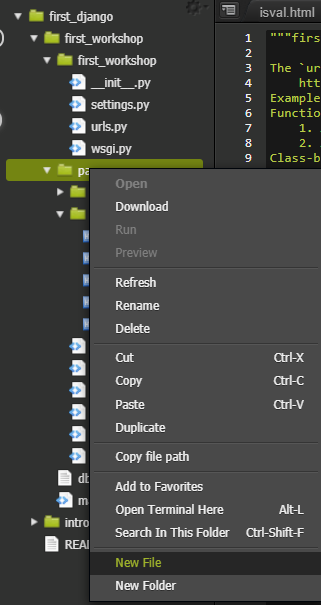 first_django
isval.html
first_workshop
first_workshop
__init__.py
settings.py
urls.py
wsgi.py
1 """firs
2
3 The `ur
4 ht
5 Example
6 Functio
7 1.
8 2.
9 Class-b
pa
Open
Download
Run
Preview
Refresh
Rename
Delete
Cut Ctrl-X
Copy Ctrl-C
Paste Ctrl-V
Duplicate
Copy file path
db
Add to Favorites
ma
Open Terminal Here Alt-L
intro
Search In This Folder Ctrl-Shift-F
READ
New File
New Folder